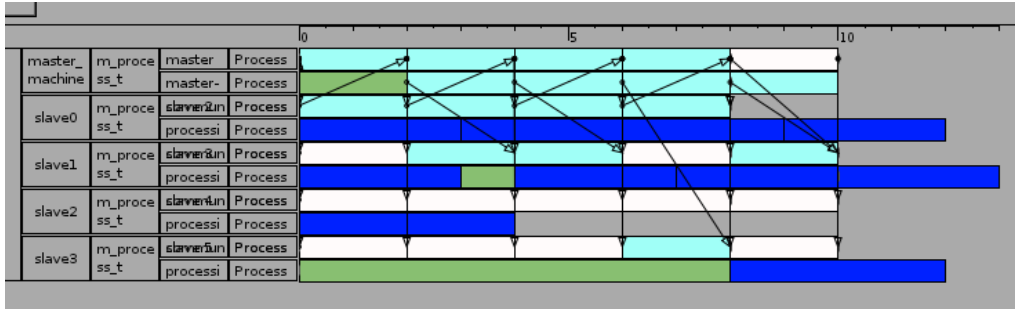 0 5 10
master_ machine m_proce ss_t master Process
master- Process
slave0 m_proce ss_t Process
processi Process
slave1 m_proce ss_t Process
processi Process
slave2 m_proce ss_t Process
processi Process
slave3 m_proce ss_t Process
processi Process